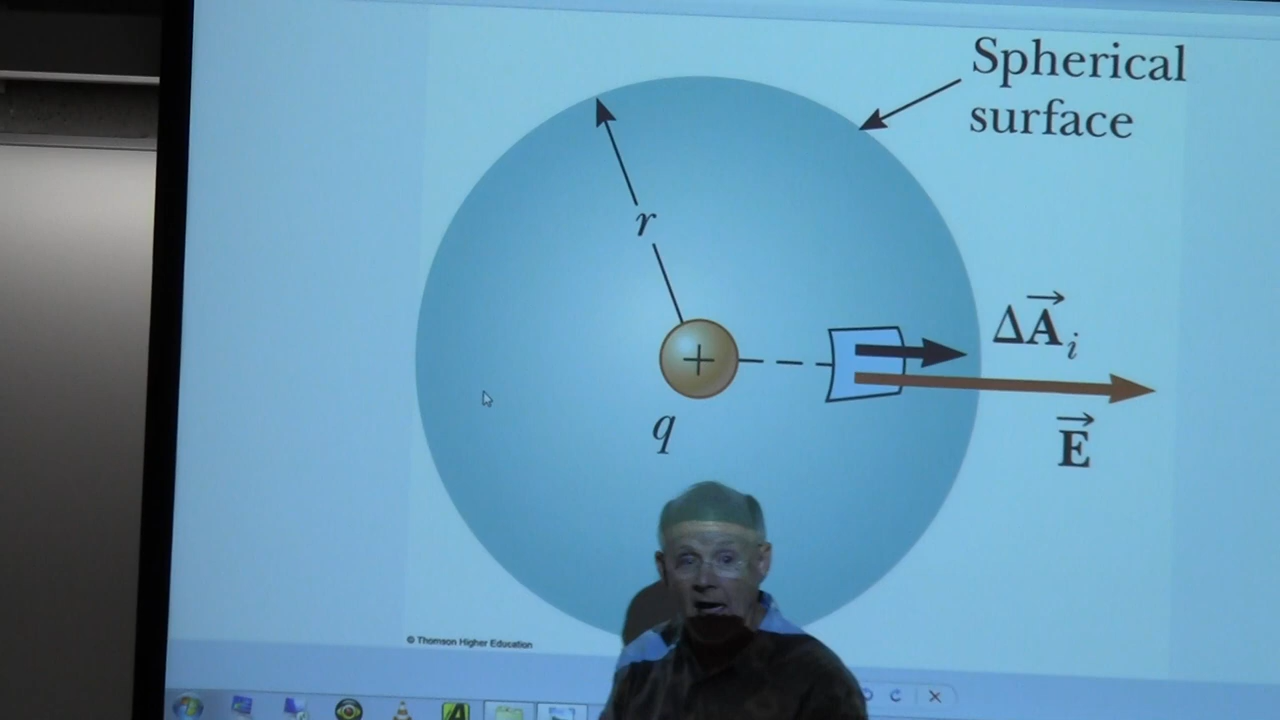 Spherical
surface
r
ΔA⃗ᵢ
+
q
E⃗
© Thomson Higher Education